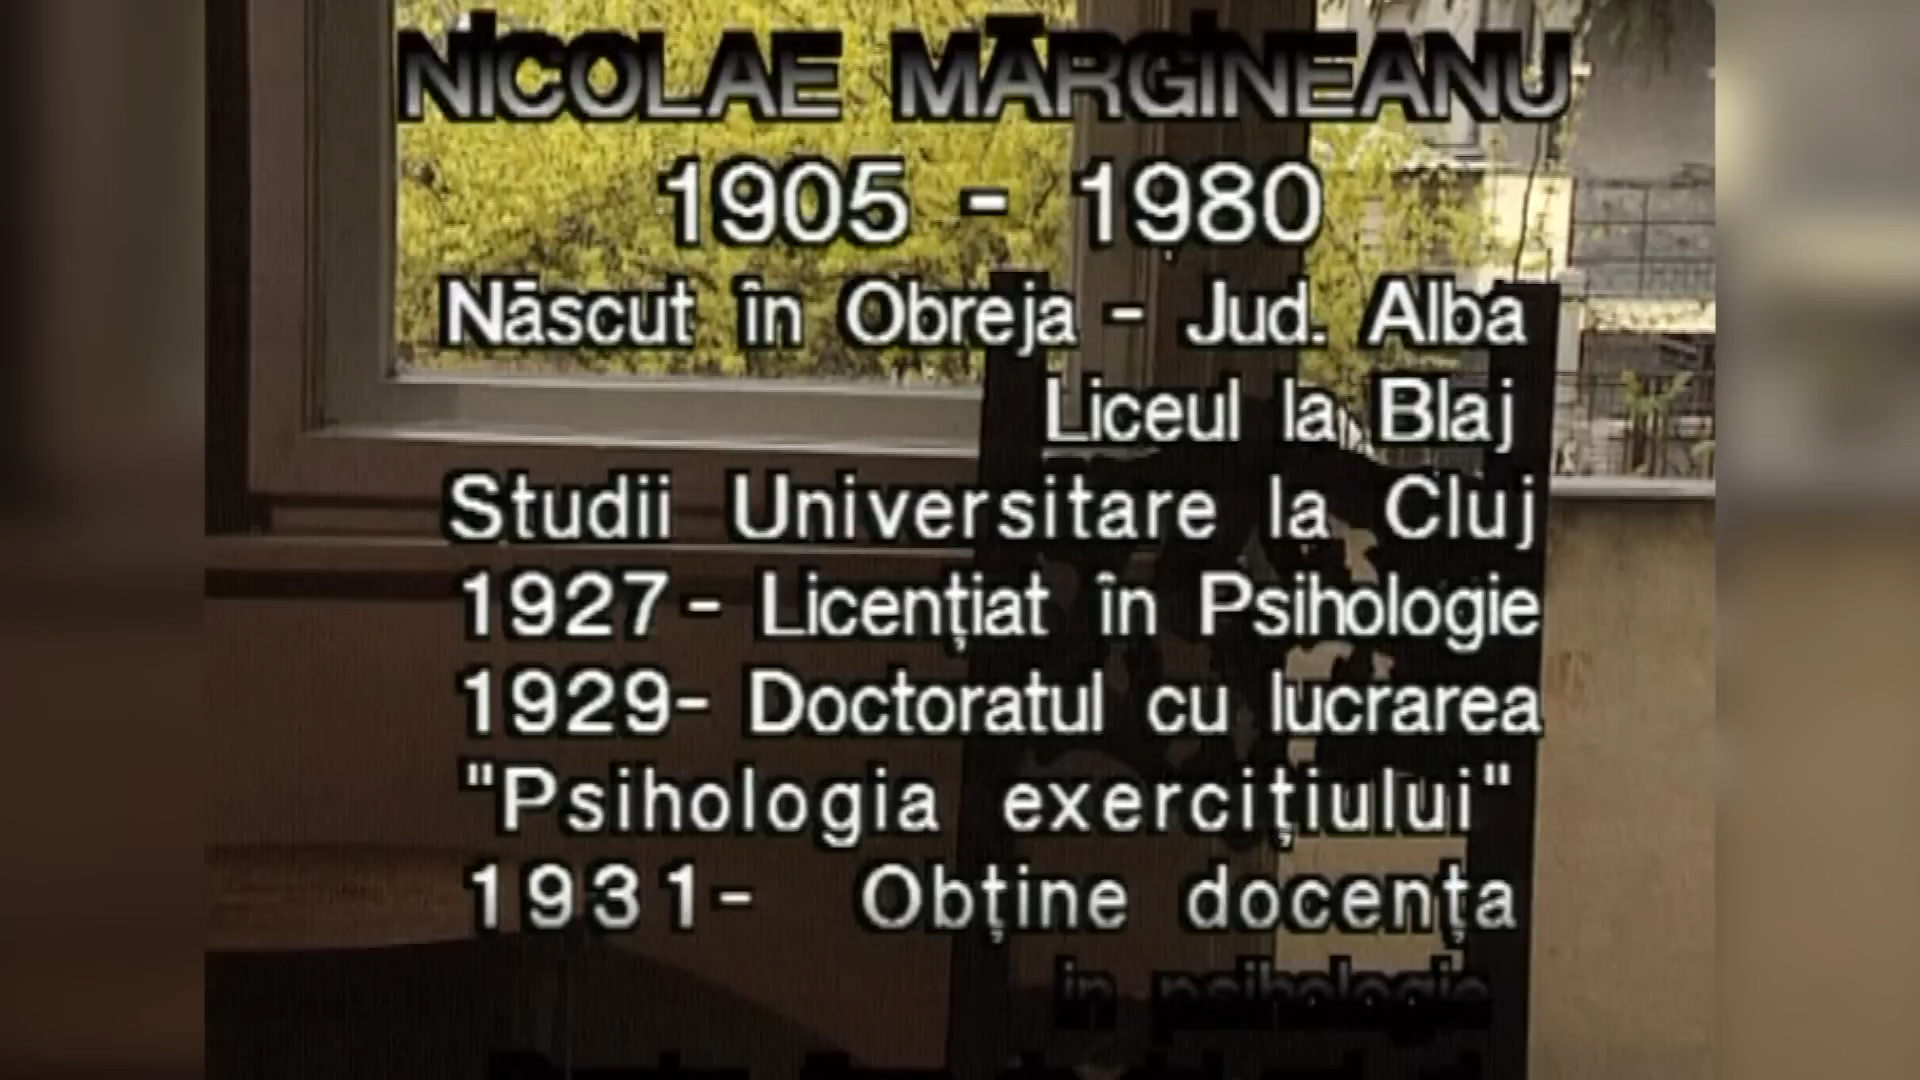 NICOLAE MĂRGINEANU
1905 - 1980
Născut în Obreja - Jud. Alba
Liceul la Blaj
Studii Universitare la Cluj
1927- Licențiat în Psihologie
1929- Doctoratul cu lucrarea
"Psihologia exercițiului"
1931- Obține docența
in psihologie